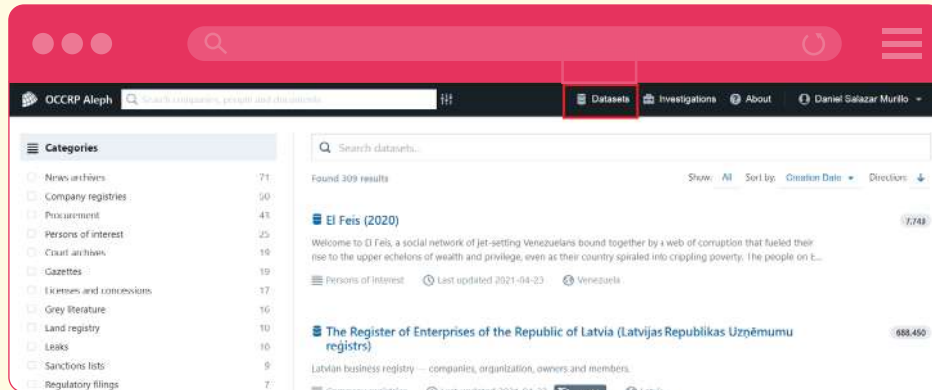 OCCRP Aleph
Search companies, people and documents
Datasets
Investigations
About
Daniel Salazar Murillo
Categories
News archives 71
Company registries 50
Procurement 43
Persons of interest 25
Court archives 19
Gazettes 19
Licenses and concessions 17
Grey literature 16
Land registry 10
Leaks 10
Sanctions lists 9
Regulatory filings 7
Search datasets...
Found 309 results
Show: All Sort by: Creation Date Direction:
El Feis (2020) 7.743
Welcome to El Feis, a social network of jet-setting Venezuelans bound together by a web of corruption that fueled their
rise to the upper echelons of wealth and privilege, even as their country spiraled into crippling poverty. The people on E...
Persons of interest Last updated 2021-04-23 Venezuela
The Register of Enterprises of the Republic of Latvia (Latvijas Republikas Uzņēmumu 688.450
reģistrs)
Latvian business registry — companies, organization, owners and members.
Company registries Last updated 2021-04-23